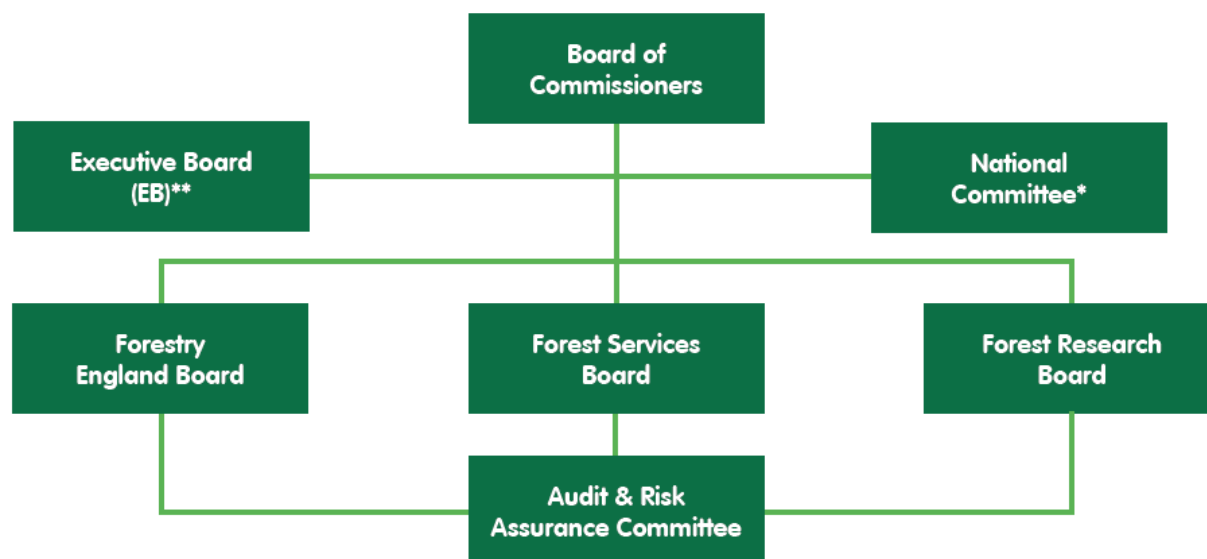 Board of
Commissioners
Executive Board
(EB)**
National
Committee*
Forestry
England Board
Forest Services
Board
Forest Research
Board
Audit & Risk
Assurance Committee